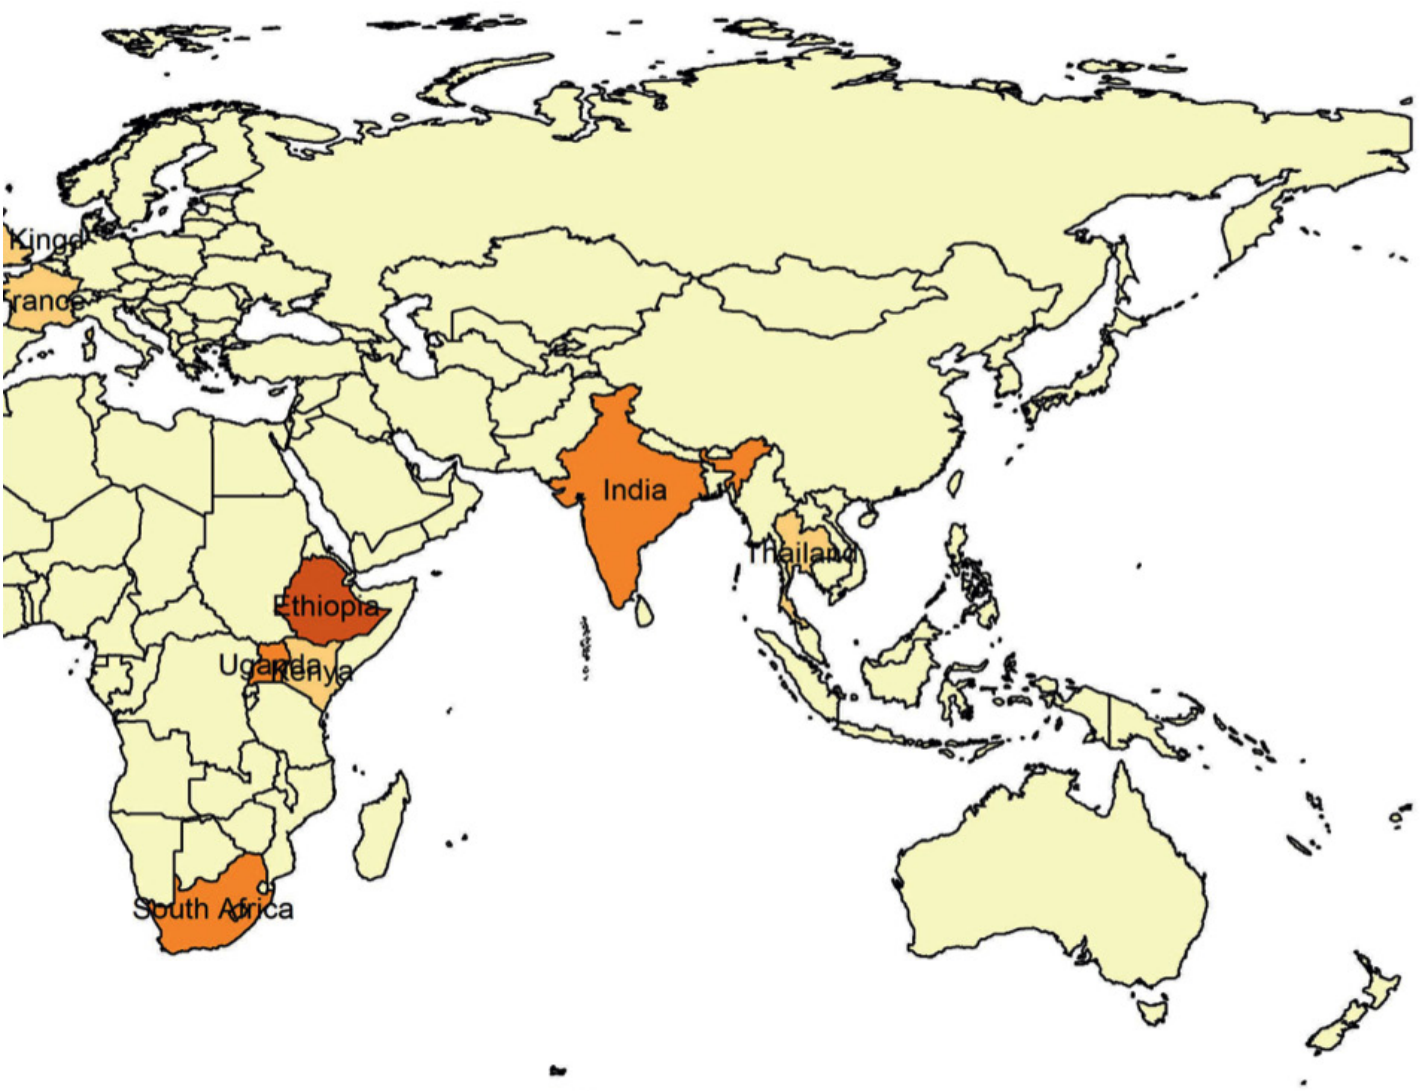 Kingd
rance
India
Thailand
Ethiopia
Uganda
Kenya
South Africa